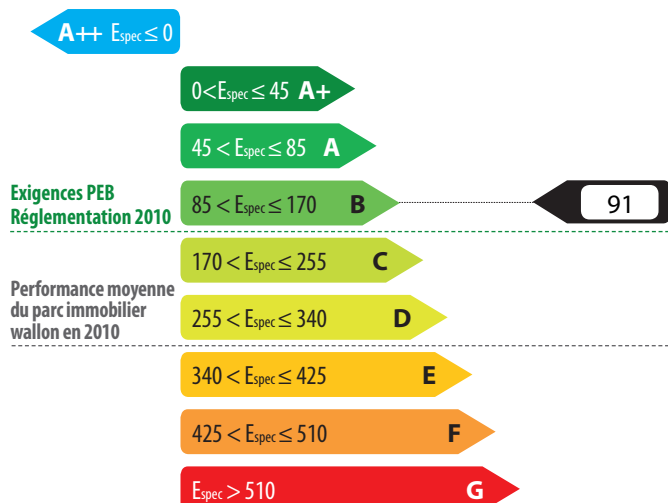 A++ Espec ≤ 0
0<Espec ≤ 45 A+
45 < Espec ≤ 85 A
Exigences PEB
Réglementation 2010
85 < Espec ≤ 170 B
91
170 < Espec ≤ 255 C
Performance moyenne
du parc immobilier
wallon en 2010
255 < Espec ≤ 340 D
340 < Espec ≤ 425 E
425 < Espec ≤ 510 F
Espec > 510 G